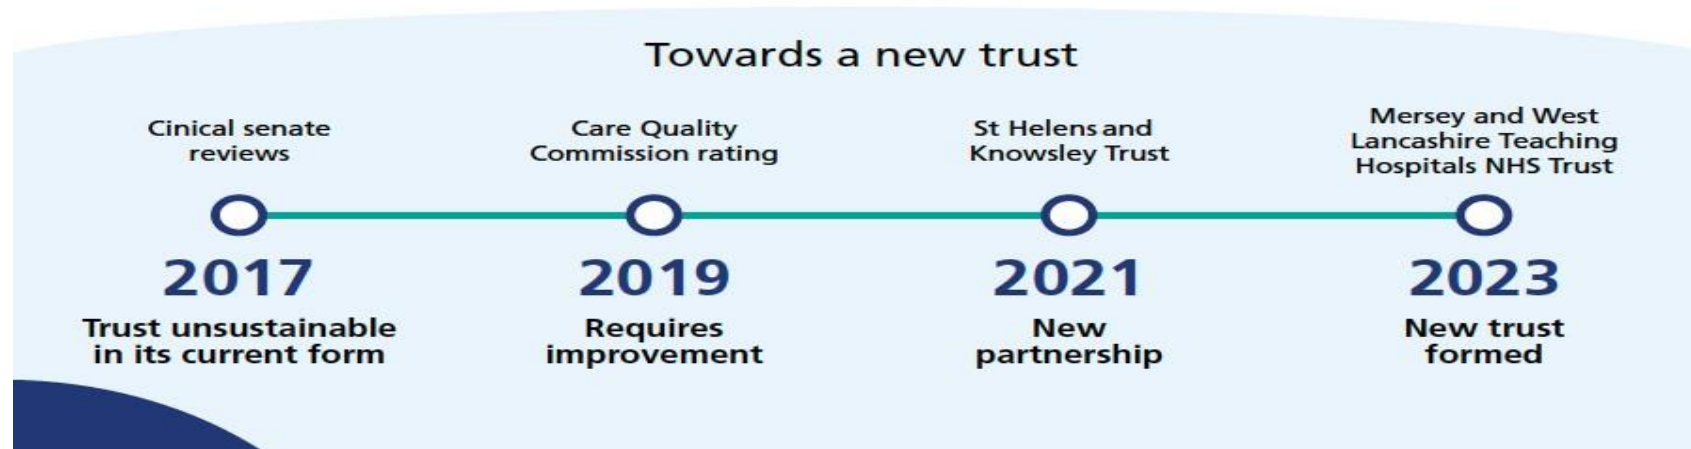 Towards a new trust
Cinical senate
reviews
2017
Trust unsustainable
in its current form
Care Quality
Commission rating
2019
Requires
improvement
St Helens and
Knowsley Trust
2021
New
partnership
Mersey and West
Lancashire Teaching
Hospitals NHS Trust
2023
New trust
formed